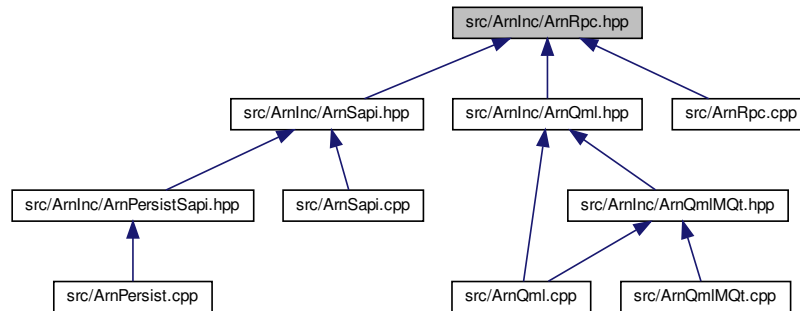 src/ArnInc/ArnRpc.hpp
src/ArnInc/ArnSapi.hpp
src/ArnInc/ArnQml.hpp
src/ArnRpc.cpp
src/ArnInc/ArnPersistSapi.hpp
src/ArnSapi.cpp
src/ArnInc/ArnQmlMQt.hpp
src/ArnPersist.cpp
src/ArnQml.cpp
src/ArnQmlMQt.cpp